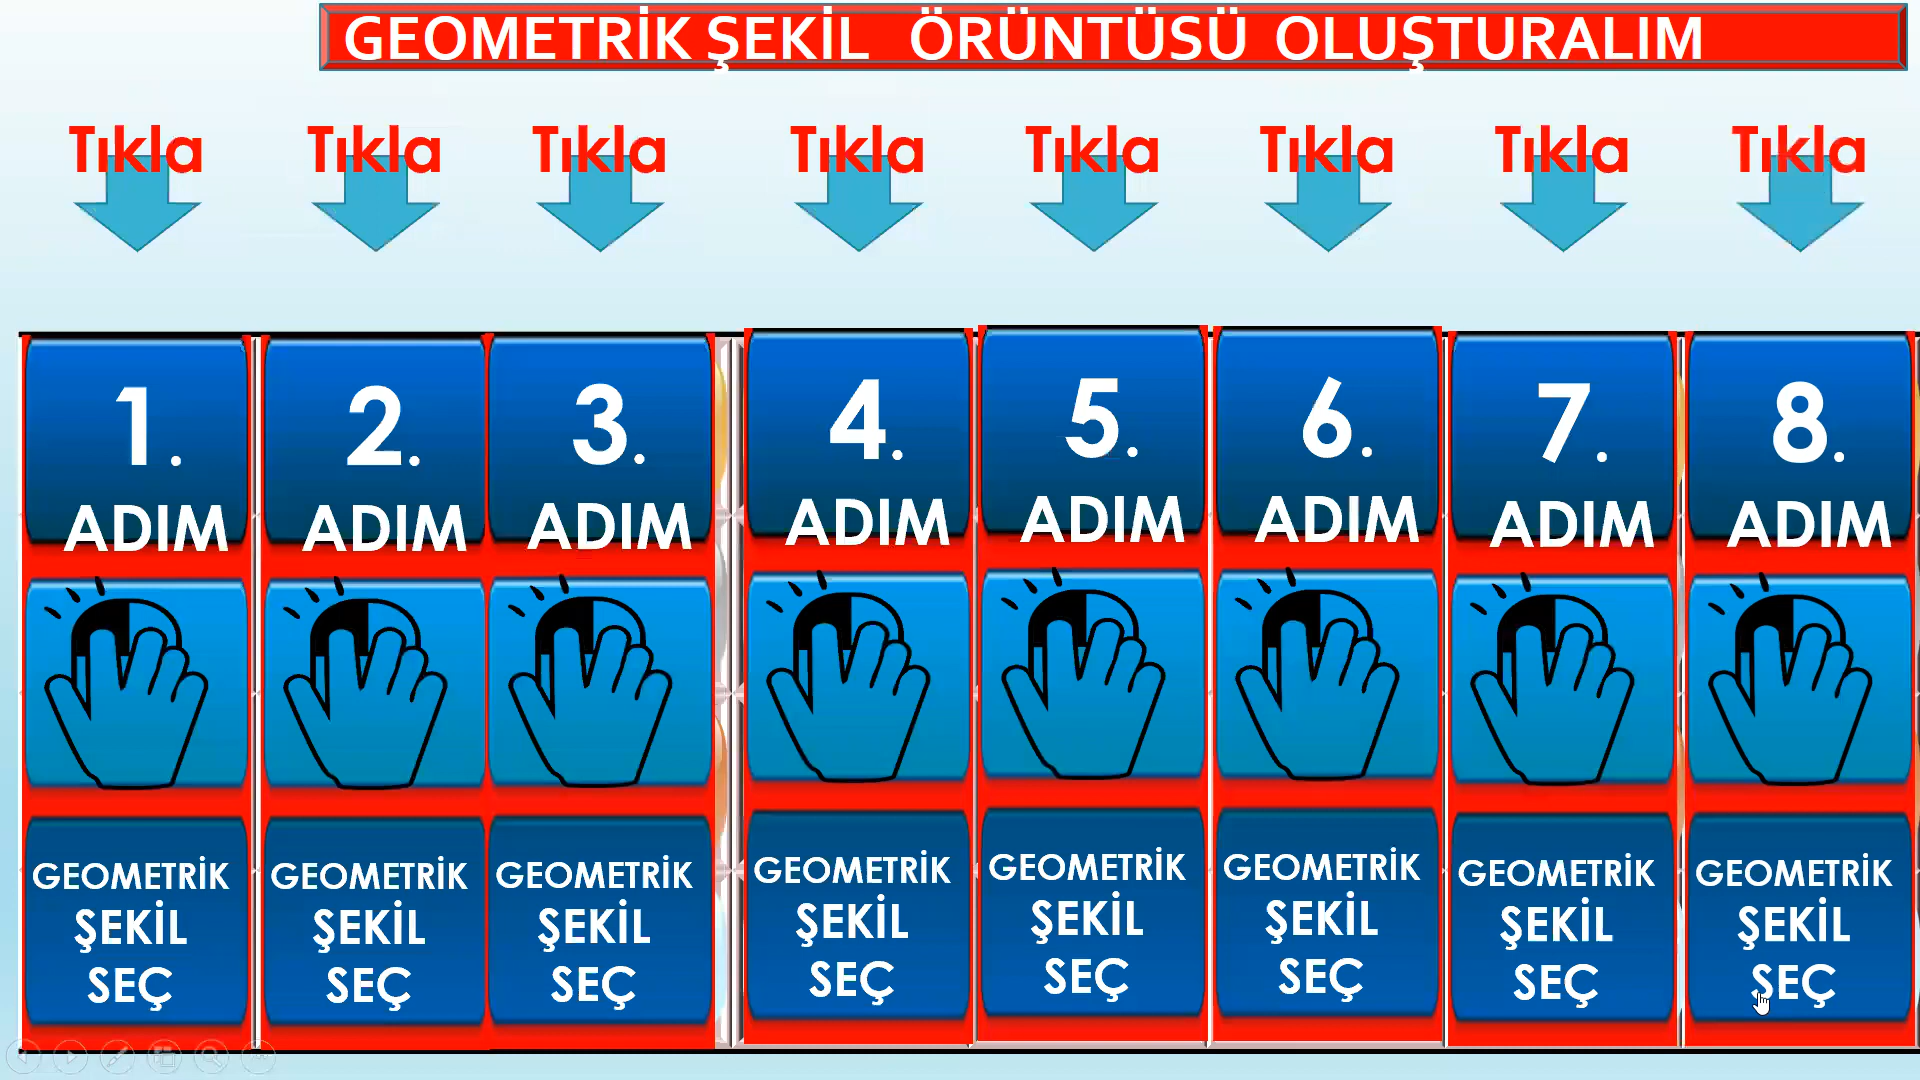 GEOMETRİK ŞEKİL ÖRÜNTÜSÜ OLUŞTURALIM
Tıkla Tıkla Tıkla Tıkla Tıkla Tıkla Tıkla Tıkla
1. 2. 3. 4. 5. 6. 7. 8.
ADIM ADIM ADIM ADIM ADIM ADIM ADIM ADIM
GEOMETRİK GEOMETRİK GEOMETRİK GEOMETRİK GEOMETRİK GEOMETRİK GEOMETRİK GEOMETRİK
ŞEKİL ŞEKİL ŞEKİL ŞEKİL ŞEKİL ŞEKİL ŞEKİL ŞEKİL
SEÇ SEÇ SEÇ SEÇ SEÇ SEÇ SEÇ SEÇ